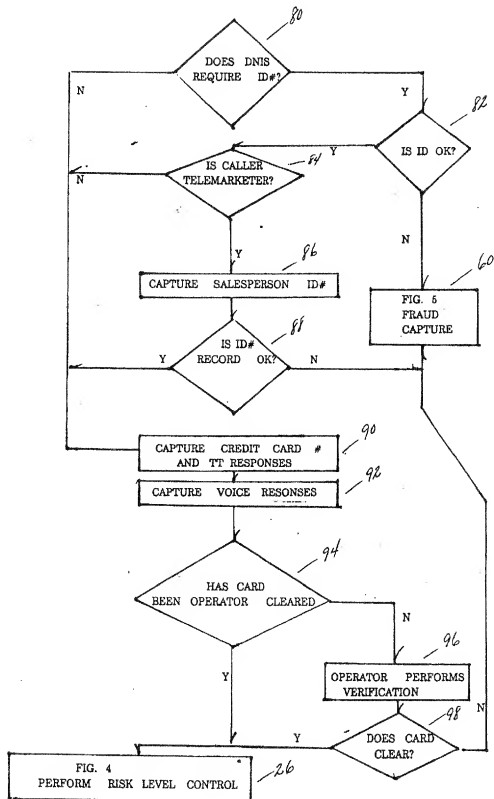 80
DOES DNIS
REQUIRE ID#?
N
Y
82
IS ID OK?
Y
84
IS CALLER
TELEMARKETER?
N
Y
N
86
CAPTURE SALESPERSON ID#
60
FIG. 5
FRAUD
CAPTURE
88
IS ID#
RECORD OK?
Y
N
90
CAPTURE CREDIT CARD #
AND TT RESPONSES
92
CAPTURE VOICE RESONSES
94
HAS CARD
BEEN OPERATOR CLEARED
N
96
Y
OPERATOR PERFORMS
VERIFICATION
N
98
DOES CARD
CLEAR?
Y
FIG. 4
PERFORM RISK LEVEL CONTROL
26